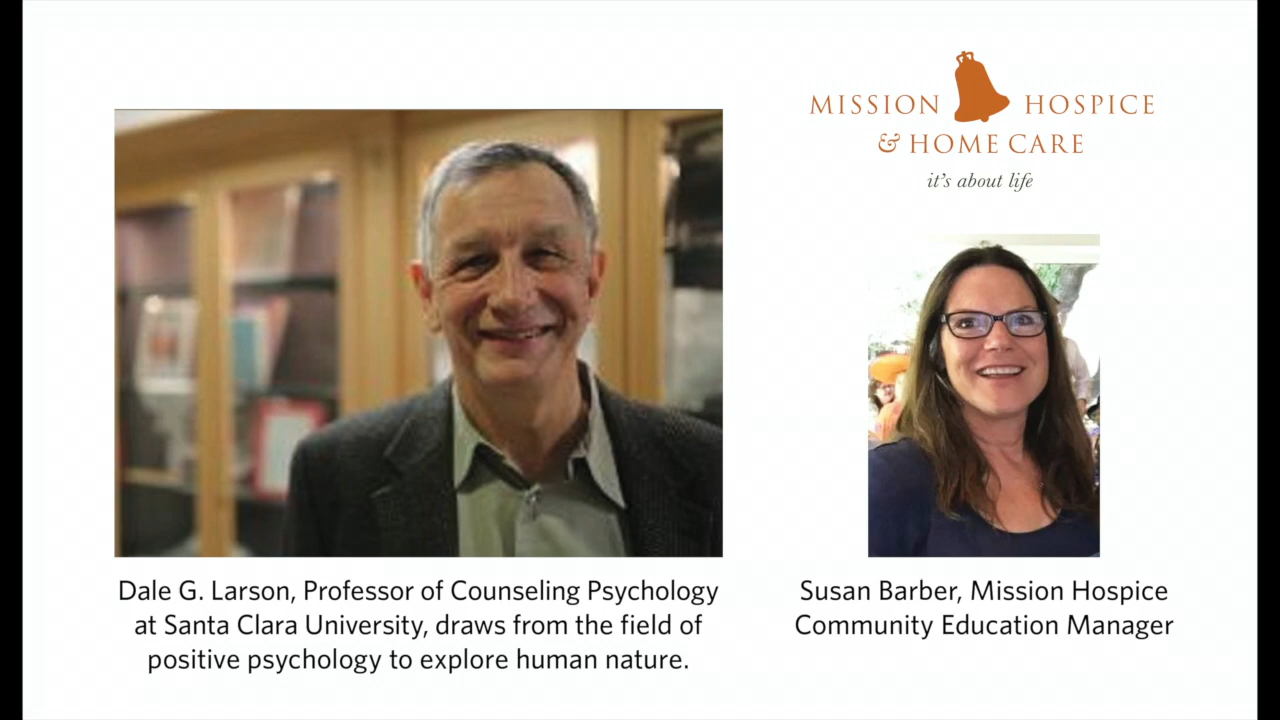 MISSION HOSPICE
& HOME CARE
it's about life
Dale G. Larson, Professor of Counseling Psychology
at Santa Clara University, draws from the field of
positive psychology to explore human nature.
Susan Barber, Mission Hospice
Community Education Manager